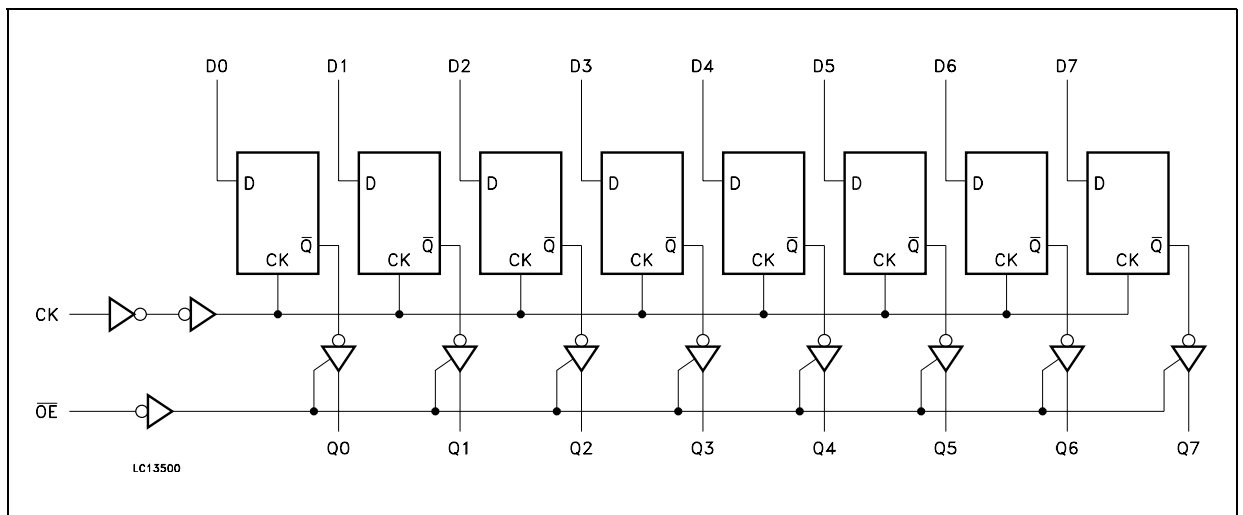 D0 D1 D2 D3 D4 D5 D6 D7
D D D D D D D D
Q̅ Q̅ Q̅ Q̅ Q̅ Q̅ Q̅ Q̅
CK CK CK CK CK CK CK CK
CK
O̅E̅
Q0 Q1 Q2 Q3 Q4 Q5 Q6 Q7
LC13500